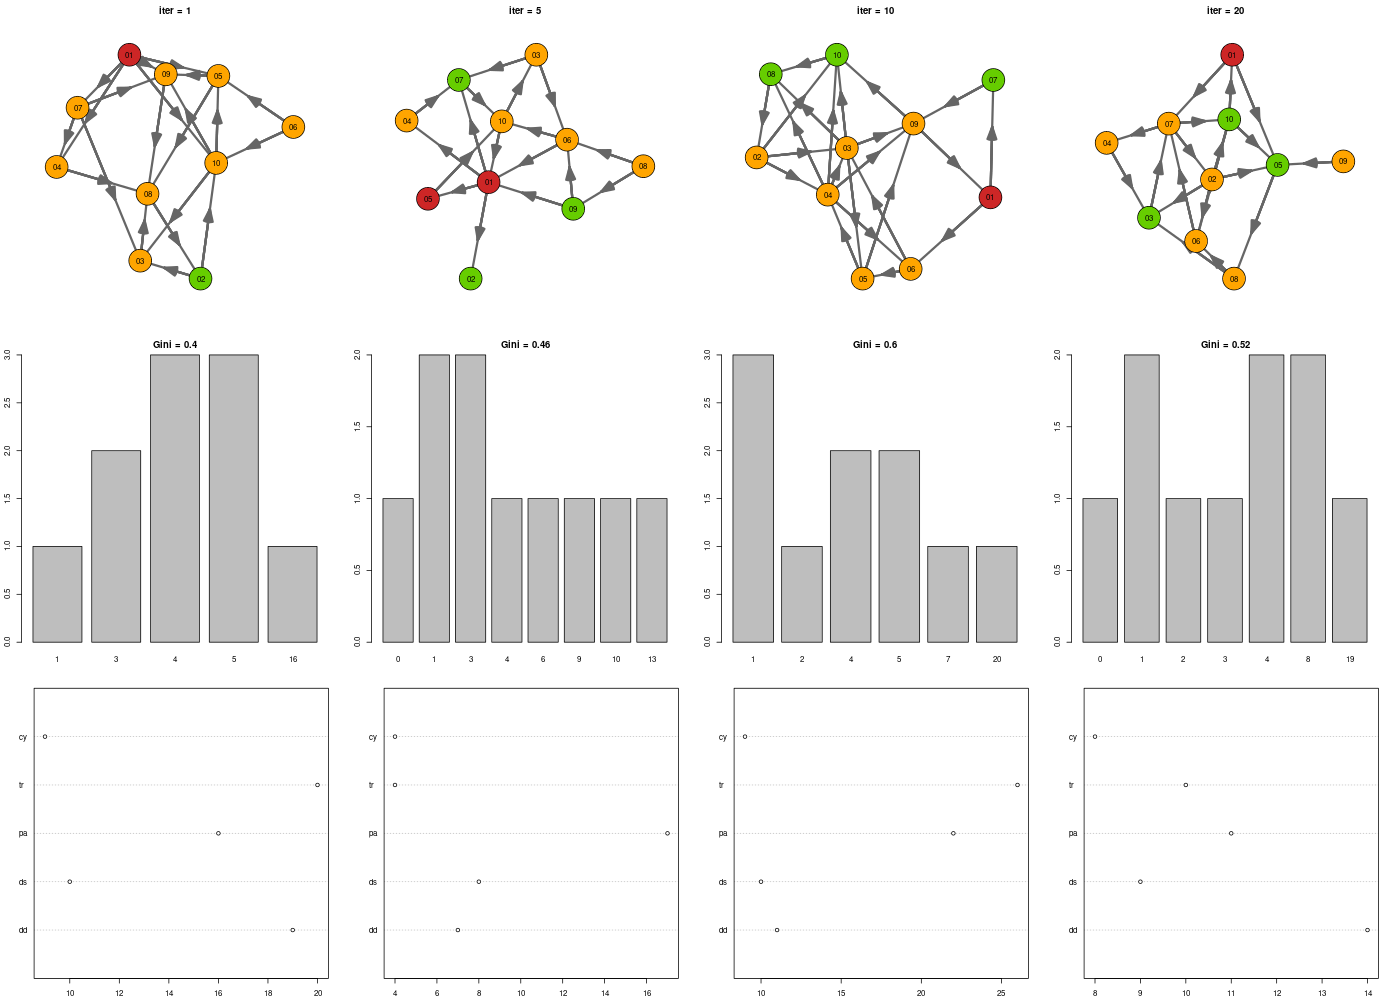 iter = 1
iter = 5
iter = 10
iter = 20
01
09
05
07
06
04
10
08
03
02
03
07
04
10
06
08
01
05
09
02
10
08
07
09
03
02
04
01
06
05
01
10
07
04
09
05
02
03
06
08
Gini = 0.4
Gini = 0.46
Gini = 0.6
Gini = 0.52
3.0
2.5
2.0
1.5
1.0
0.5
0.0
1 3 4 5 16
2.0
1.5
1.0
0.5
0.0
0 1 3 4 6 9 10 13
3.0
2.5
2.0
1.5
1.0
0.5
0.0
1 2 4 5 7 20
2.0
1.5
1.0
0.5
0.0
0 1 2 3 4 8 19
cy
tr
pa
ds
dd
10 12 14 16 18 20
cy
tr
pa
ds
dd
4 6 8 10 12 14 16
cy
tr
pa
ds
dd
10 15 20 25
cy
tr
pa
ds
dd
8 9 10 11 12 13 14